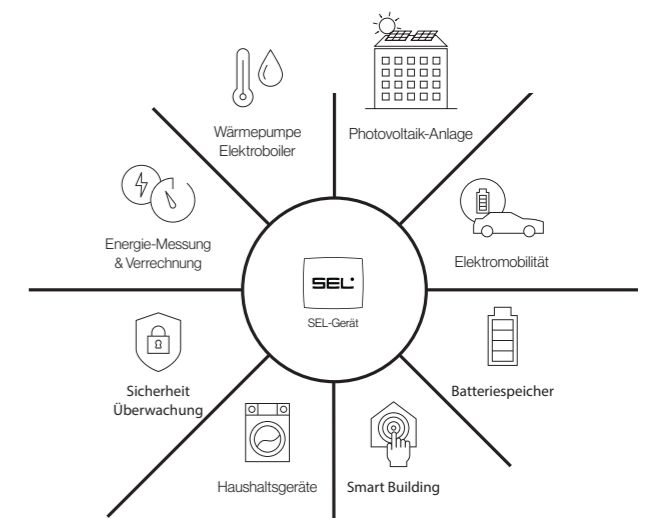 Wärmepumpe
Elektroboiler
Photovoltaik-Anlage
Energie-Messung
& Verrechnung
Elektromobilität
SEL
SEL-Gerät
Sicherheit
Überwachung
Batteriespeicher
Haushaltsgeräte
Smart Building